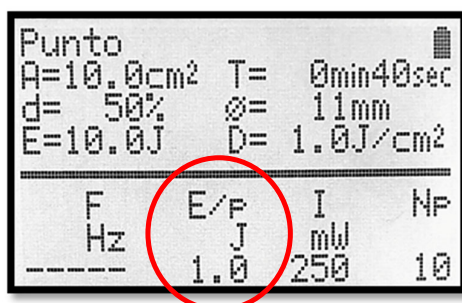 Punto
A=10.0cm2 T= 0min40sec
d= 50% ø= 11mm
E=10.0J D= 1.0J/cm2
F E/P I NP
Hz J mW
----- 1.0 250 10